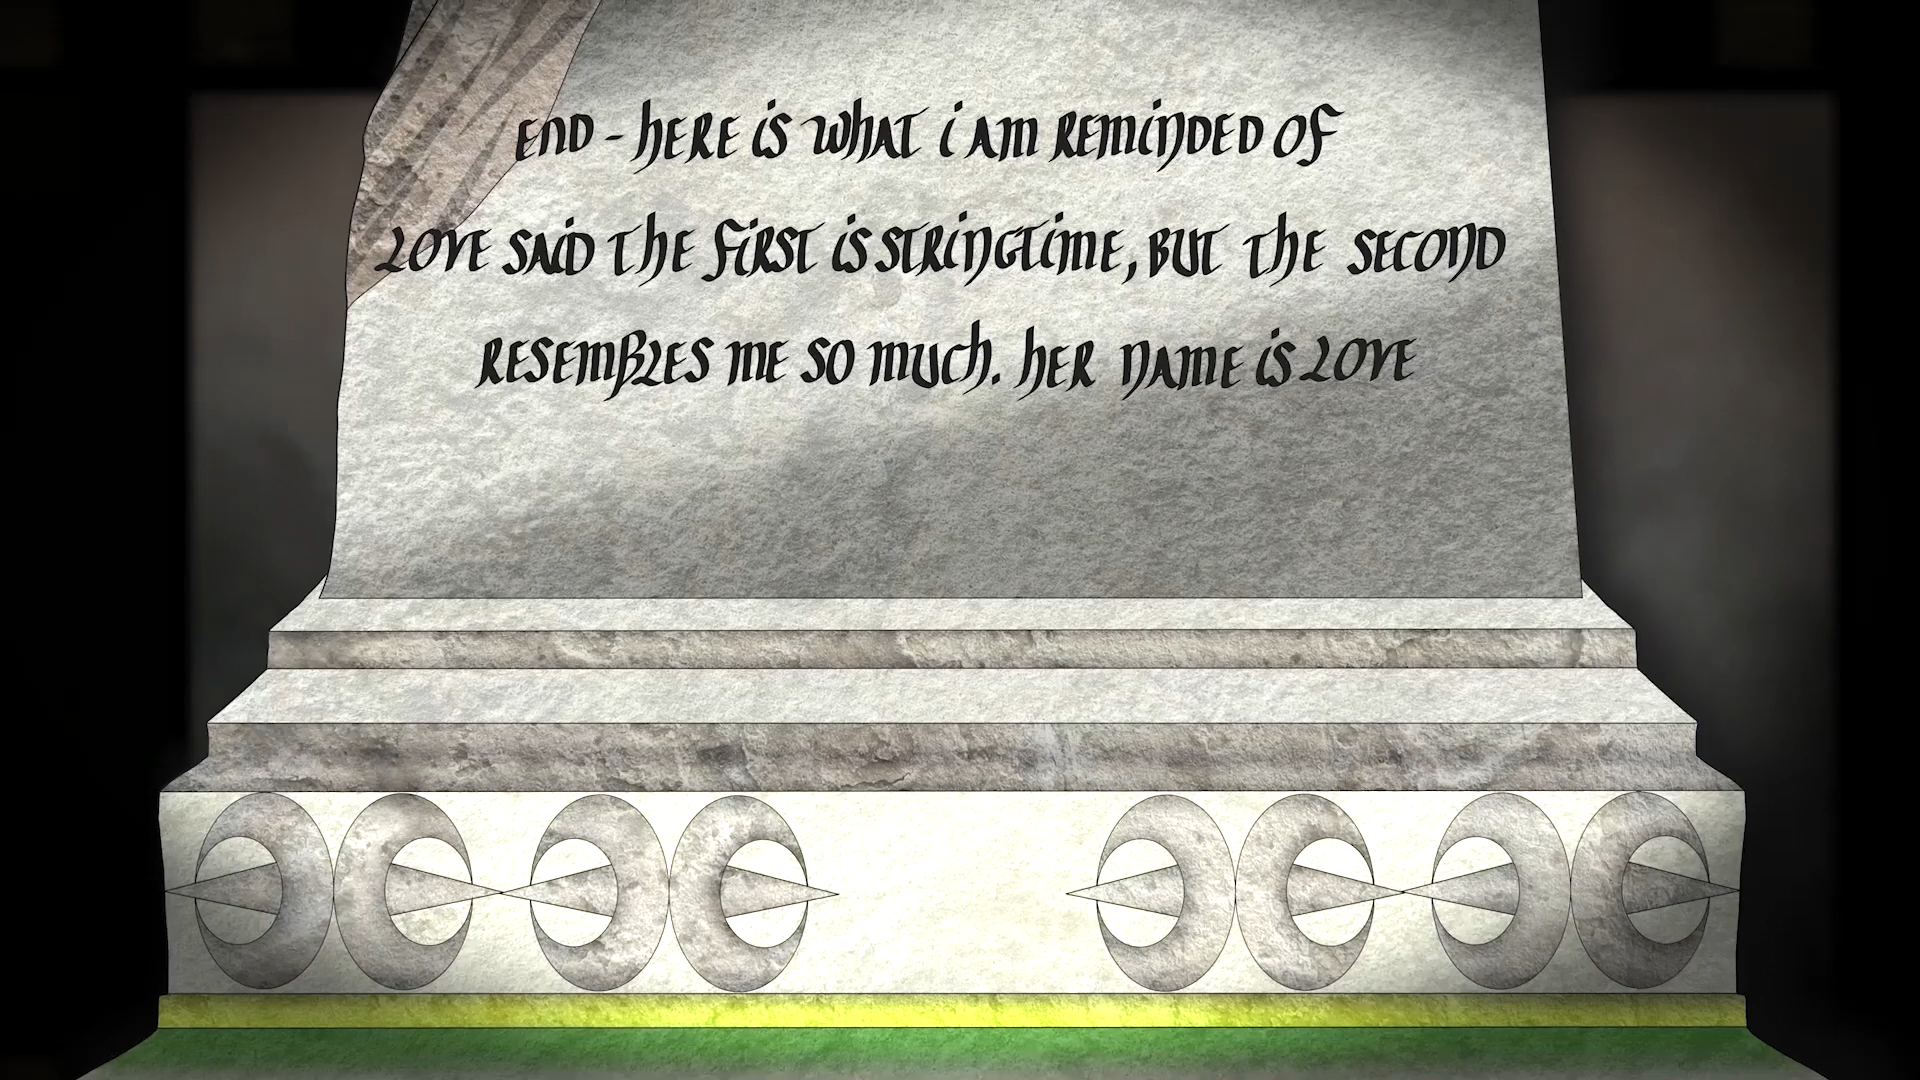 END - HERE IS WHAT i AM REMINDED OF
LOVE SAID THE FIRST IS STRINGTIME, BUT THE SECOND
RESEMBLES ME SO MUCH. HER NAME IS LOVE